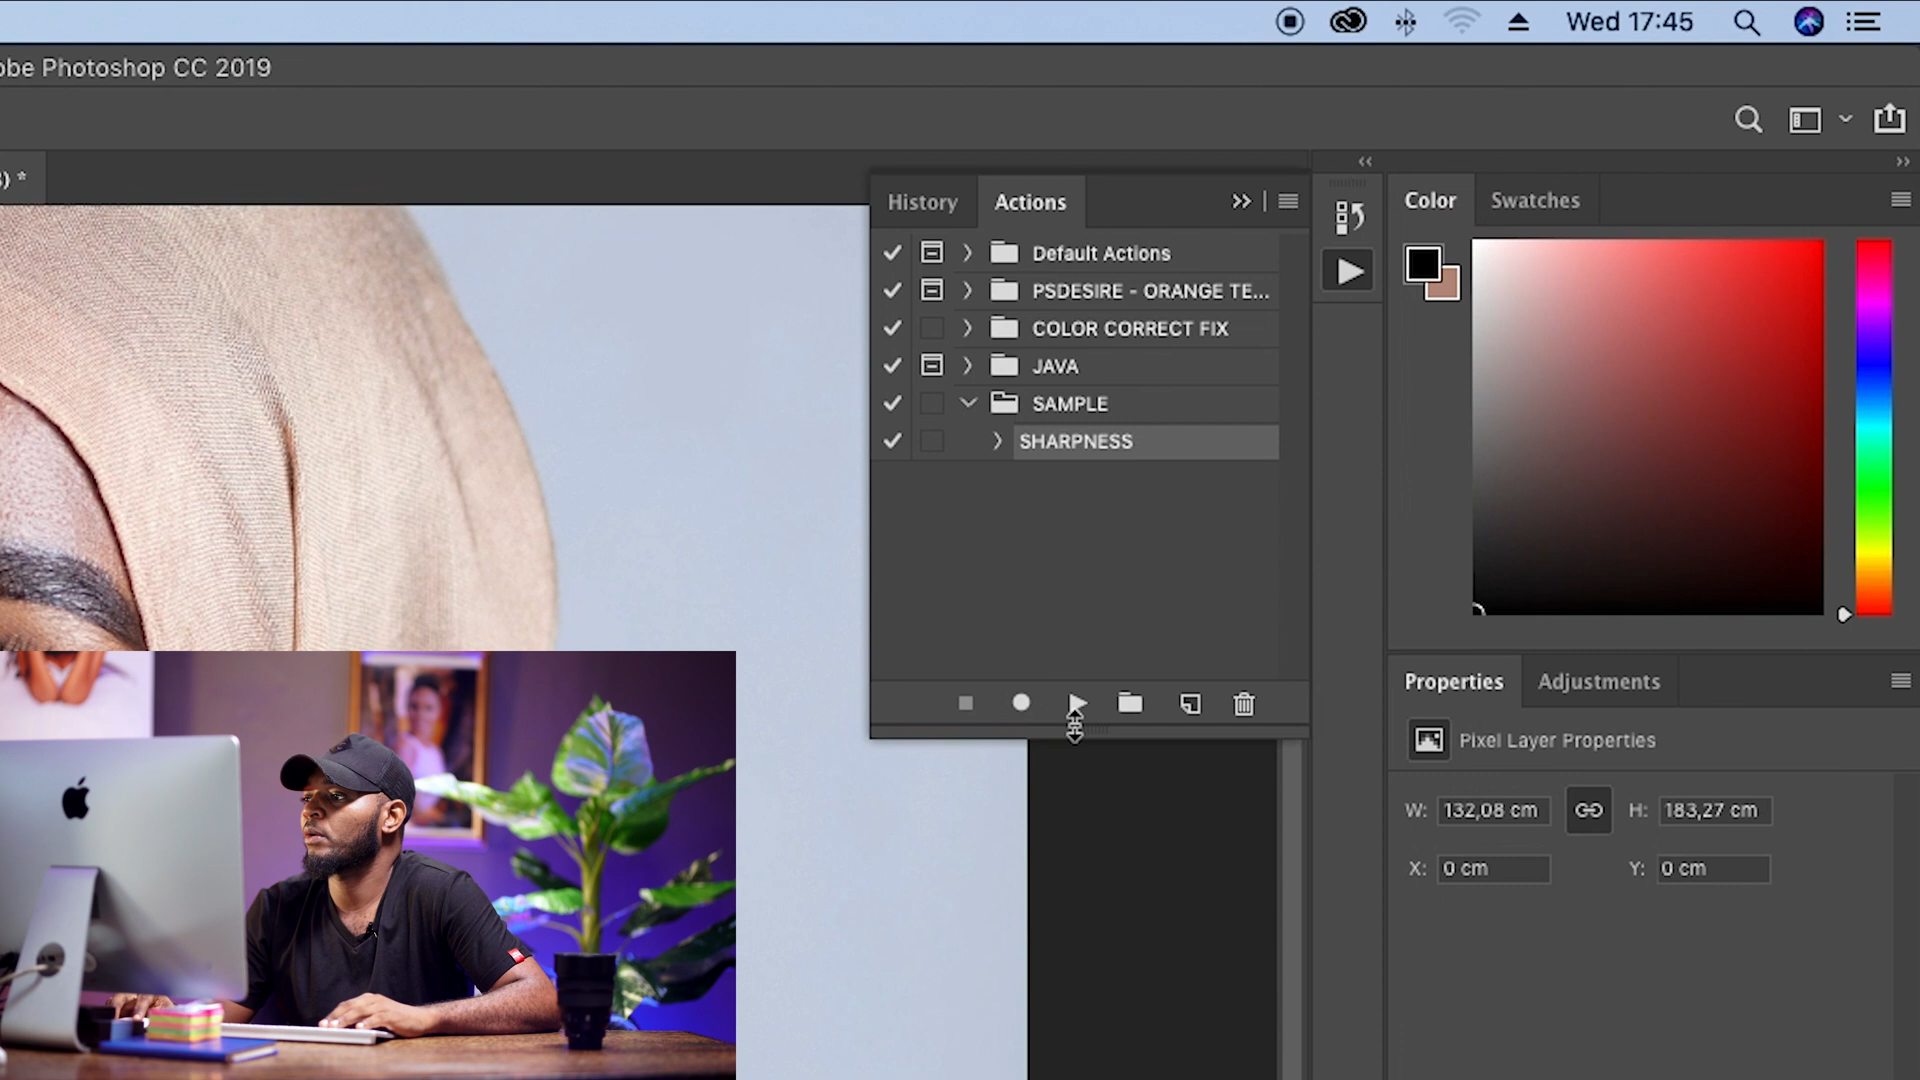 Wed 17:45
obe Photoshop CC 2019
) *
History
Actions
Default Actions
PSDESIRE - ORANGE TE...
COLOR CORRECT FIX
JAVA
SAMPLE
SHARPNESS
Color
Swatches
Properties
Adjustments
Pixel Layer Properties
W: 132,08 cm
H: 183,27 cm
X: 0 cm
Y: 0 cm